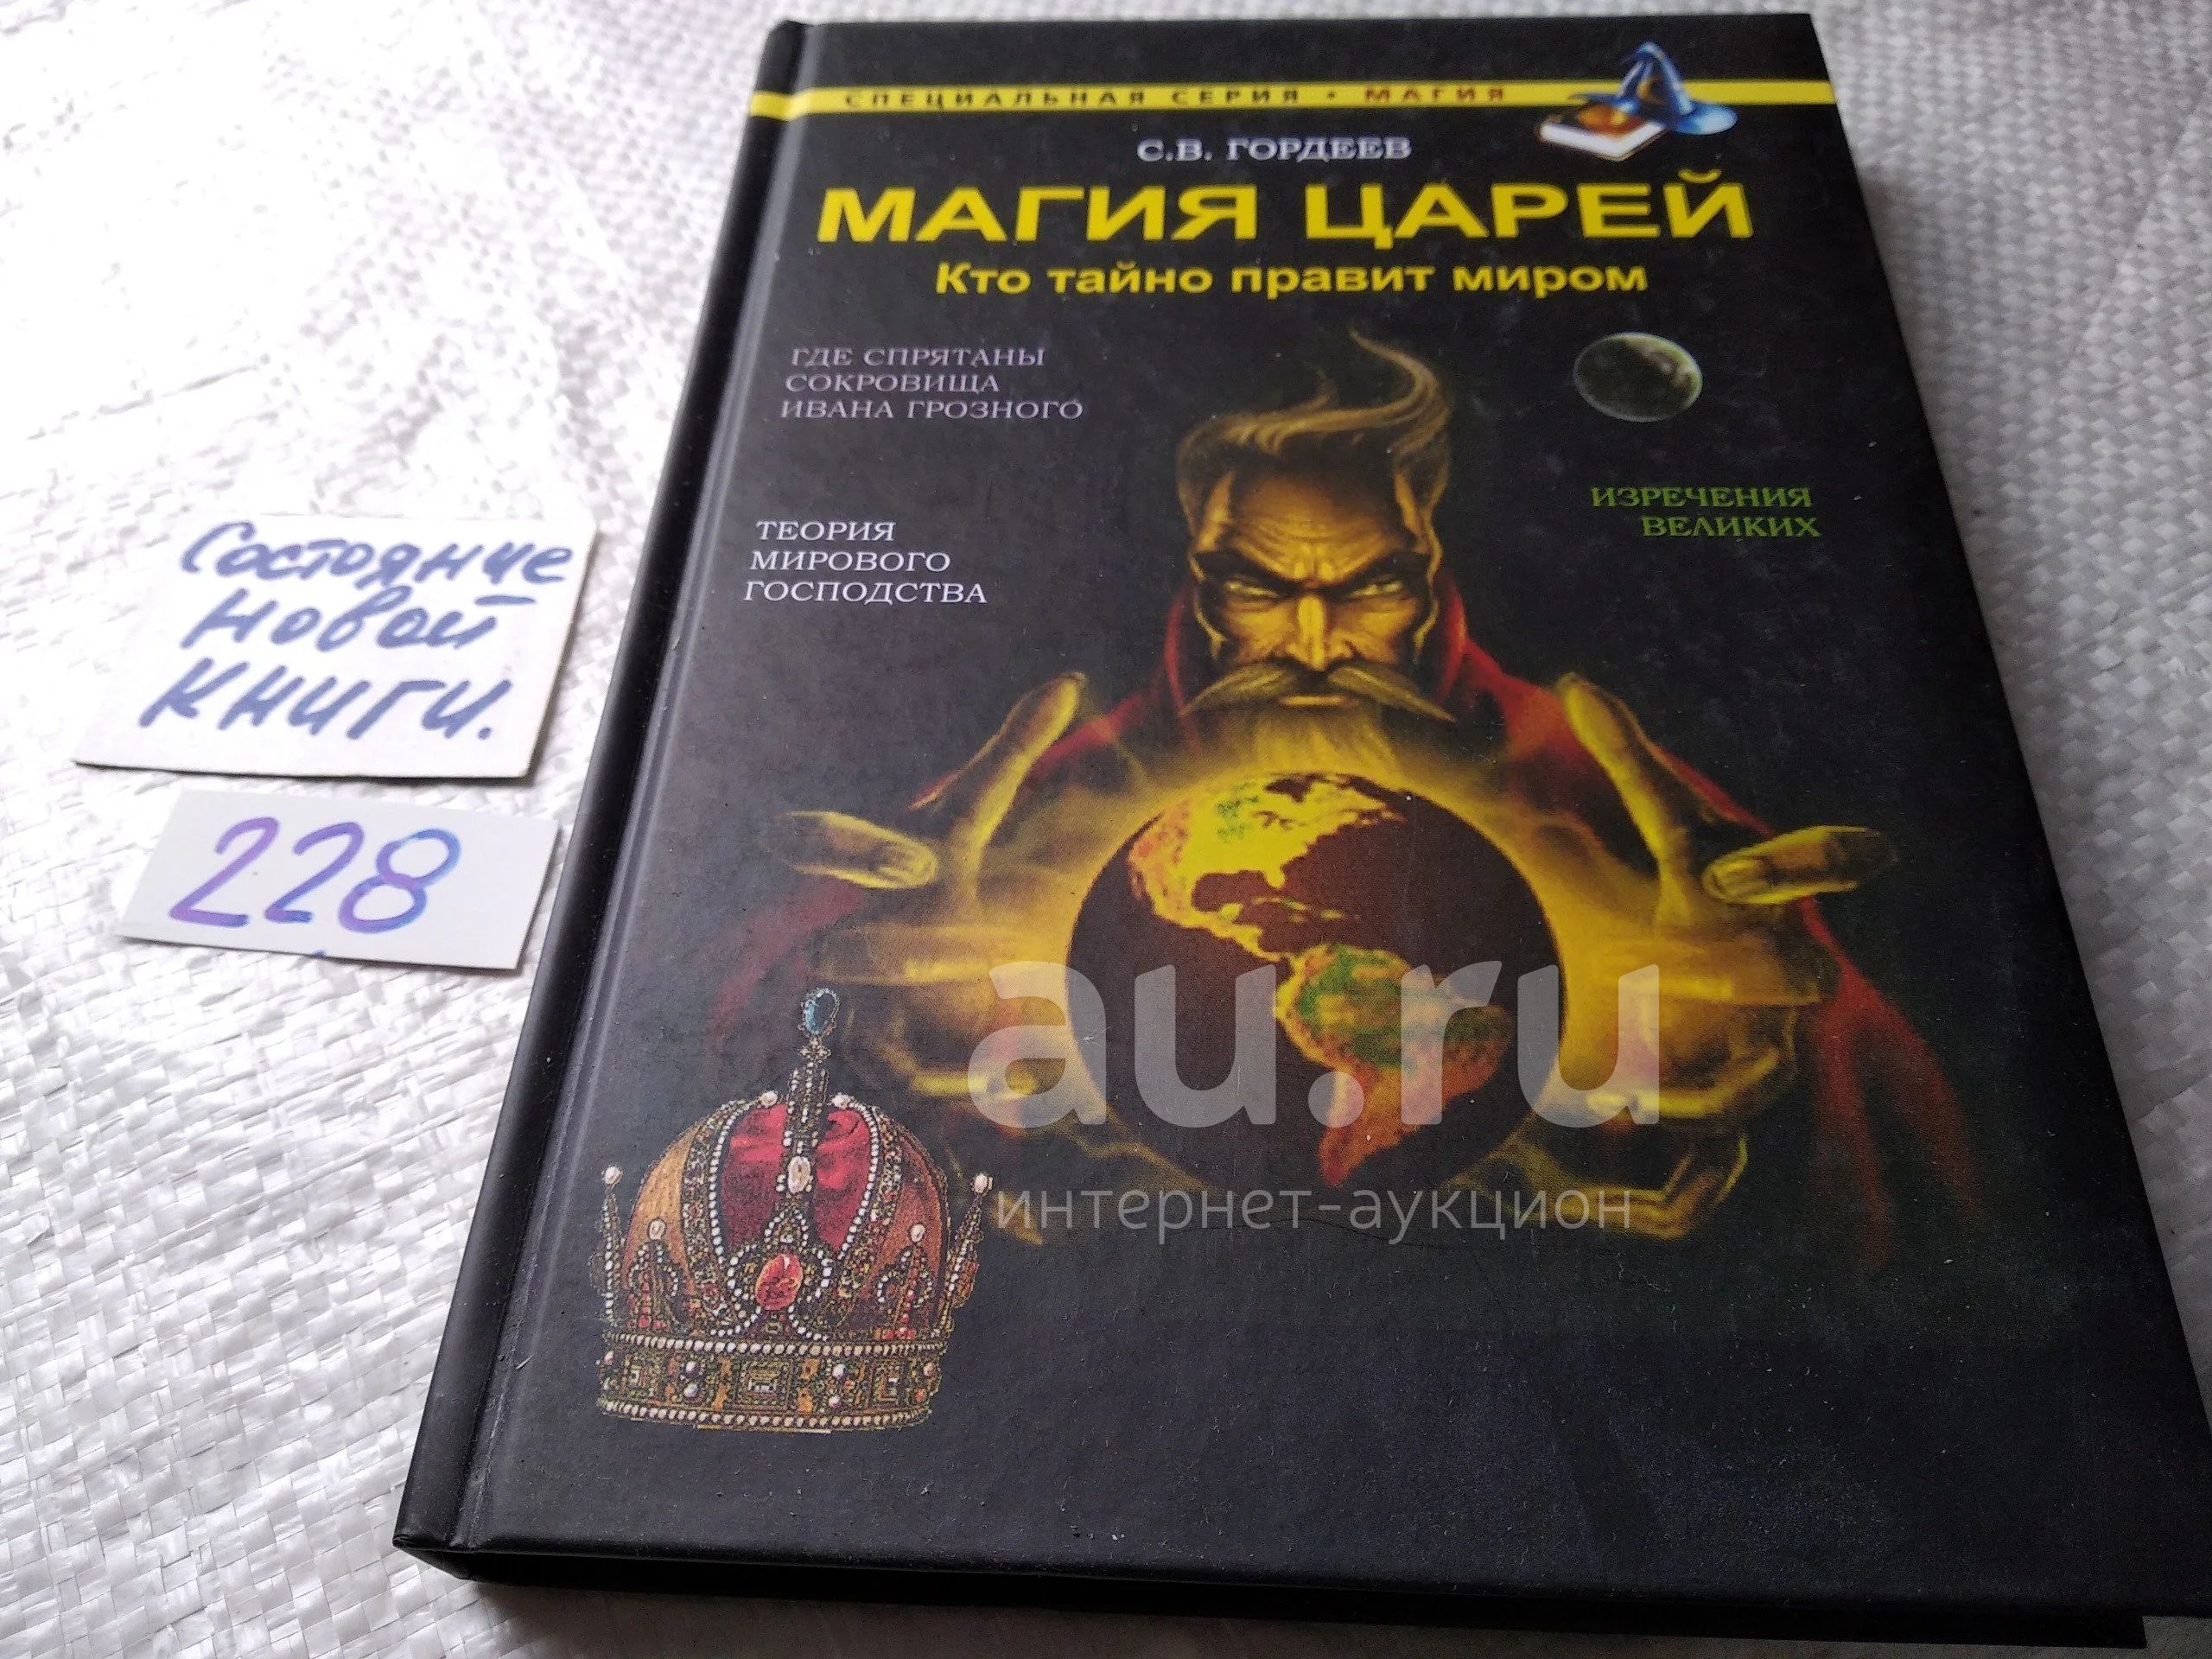 СПЕЦИАЛЬНАЯ СЕРИЯ • МАГИЯ
С.В. ГОРДЕЕВ
МАГИЯ ЦАРЕЙ
Кто тайно правит миром
ГДЕ СПРЯТАНЫ
СОКРОВИЩА
ИВАНА ГРОЗНОГО
ИЗРЕЧЕНИЯ
ВЕЛИКИХ
ТЕОРИЯ
МИРОВОГО
ГОСПОДСТВА
Состояние
новой
книги.
228
au.ru
интернет-аукцион